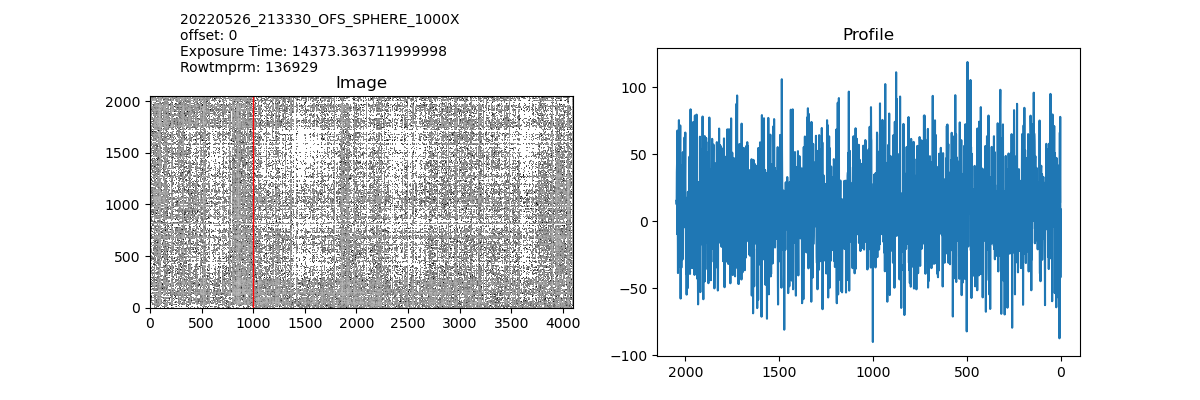 20220526_213330_OFS_SPHERE_1000X
offset: 0
Exposure Time: 14373.363711999998
Rowtmprm: 136929
Image
2000
1500
1000
500
0
0 500 1000 1500 2000 2500 3000 3500 4000
Profile
100
50
0
−50
−100
2000 1500 1000 500 0